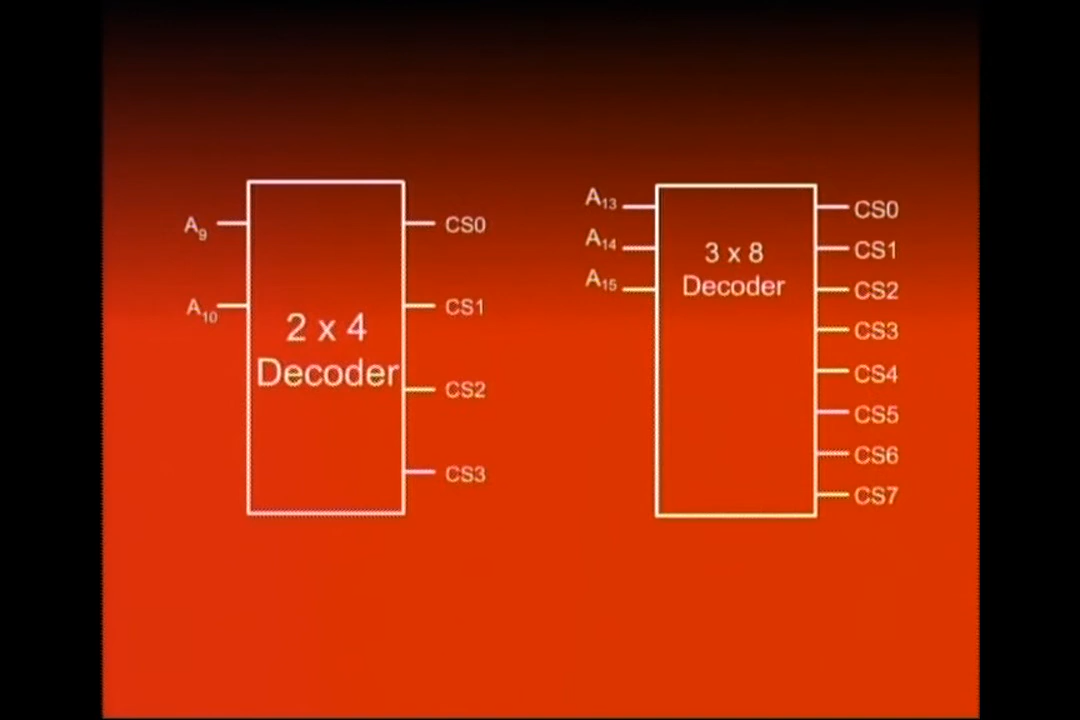 A9
A10
2 x 4
Decoder
CS0
CS1
CS2
CS3
A13
A14
A15
3 x 8
Decoder
CS0
CS1
CS2
CS3
CS4
CS5
CS6
CS7